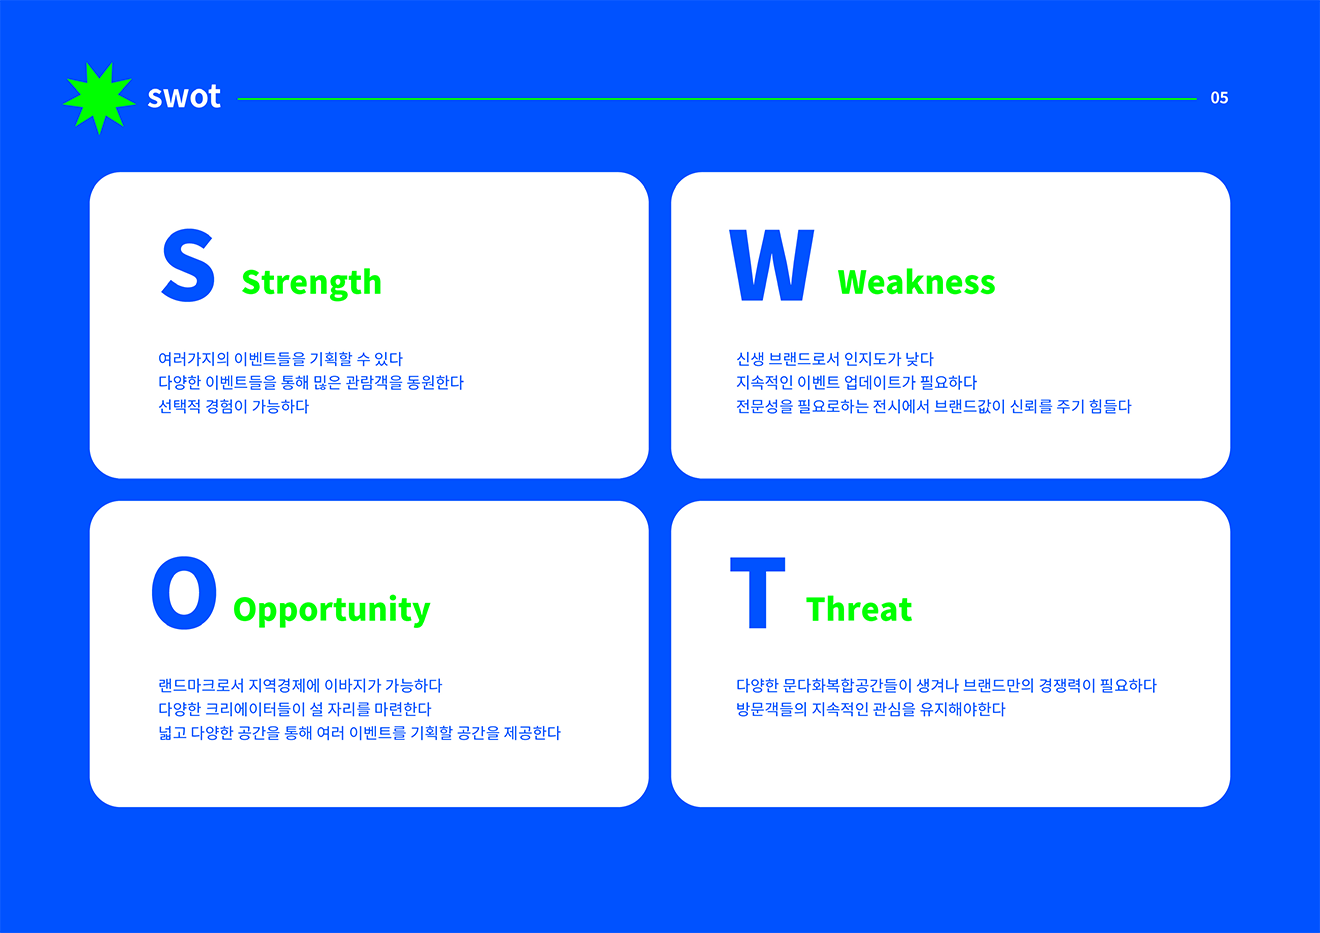 swot
05
S Strength
여러가지의 이벤트들을 기획할 수 있다
다양한 이벤트들을 통해 많은 관람객을 동원한다
선택적 경험이 가능하다
W Weakness
신생 브랜드로서 인지도가 낮다
지속적인 이벤트 업데이트가 필요하다
전문성을 필요로하는 전시에서 브랜드값이 신뢰를 주기 힘들다
O Opportunity
랜드마크로서 지역경제에 이바지가 가능하다
다양한 크리에이터들이 설 자리를 마련한다
넓고 다양한 공간을 통해 여러 이벤트를 기획할 공간을 제공한다
T Threat
다양한 문다화복합공간들이 생겨나 브랜드만의 경쟁력이 필요하다
방문객들의 지속적인 관심을 유지해야한다